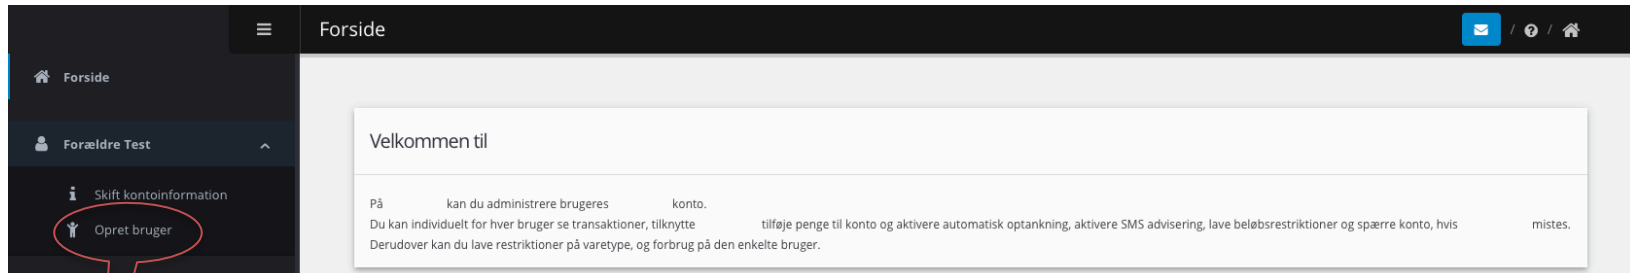 Forside
/ /
Forside
Forældre Test
Skift kontoinformation
Opret bruger
Velkommen til
På kan du administrere brugeres konto.
Du kan individuelt for hver bruger se transaktioner, tilknytte tilføje penge til konto og aktivere automatisk optankning, aktivere SMS advisering, lave beløbsrestriktioner og spærre konto, hvis mistes.
Derudover kan du lave restriktioner på varetype, og forbrug på den enkelte bruger.